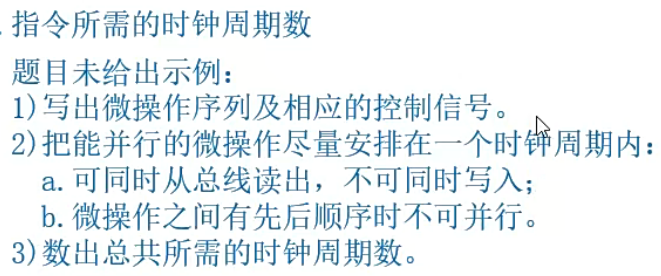 . 指令所需的时钟周期数
题目未给出示例：
1)写出微操作序列及相应的控制信号。
2)把能并行的微操作尽量安排在一个时钟周期内：
a.可同时从总线读出，不可同时写入；
b.微操作之间有先后顺序时不可并行。
3)数出总共所需的时钟周期数。